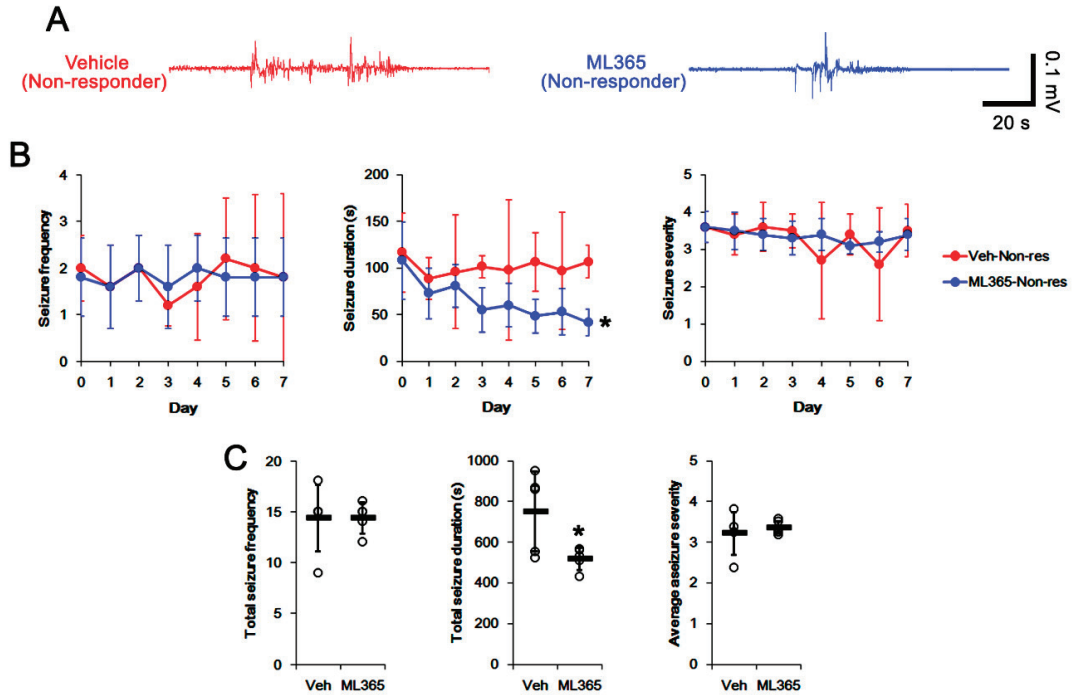 A
Vehicle
(Non-responder)
ML365
(Non-responder)
0.1 mV
20 s
B
Seizure frequency
4
3
2
1
0
0 1 2 3 4 5 6 7
Day
Seizure duration (s)
200
150
100
50
0
0 1 2 3 4 5 6 7
Day
*
Seizure severity
5
4
3
2
1
0
0 1 2 3 4 5 6 7
Day
Veh-Non-res
ML365-Non-res
C
Total seizure frequency
20
15
10
5
0
Veh ML365
Total seizure duration (s)
1000
800
600
400
200
0
*
Veh ML365
Average aseizure severity
5
4
3
2
1
0
Veh ML365